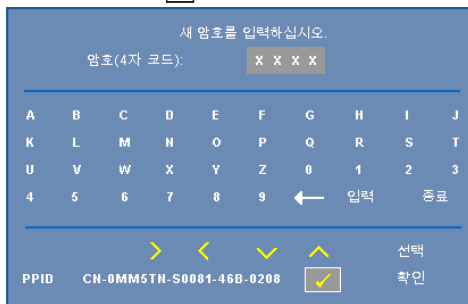 새 암호를 입력하십시오.
암호(4자 코드): X X X X
A B C D E F G H I J
K L M N O P Q R S T
U V W X Y Z 0 1 2 3
4 5 6 7 8 9 ← 입력 종료
> < 선택
PPID CN-0MM5TN-S0081-46B-0208 ✓ 확인